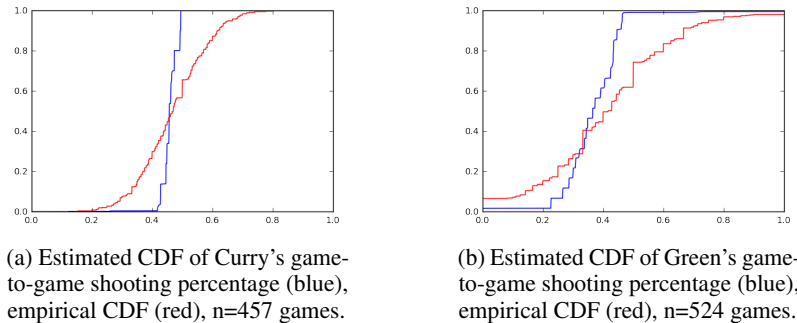 1.0
0.8
0.6
0.4
0.2
0.0
0.0 0.2 0.4 0.6 0.8 1.0
(a) Estimated CDF of Curry's game-
to-game shooting percentage (blue),
empirical CDF (red), n=457 games.
1.0
0.8
0.6
0.4
0.2
0.0
0.0 0.2 0.4 0.6 0.8 1.0
(b) Estimated CDF of Green's game-
to-game shooting percentage (blue),
empirical CDF (red), n=524 games.